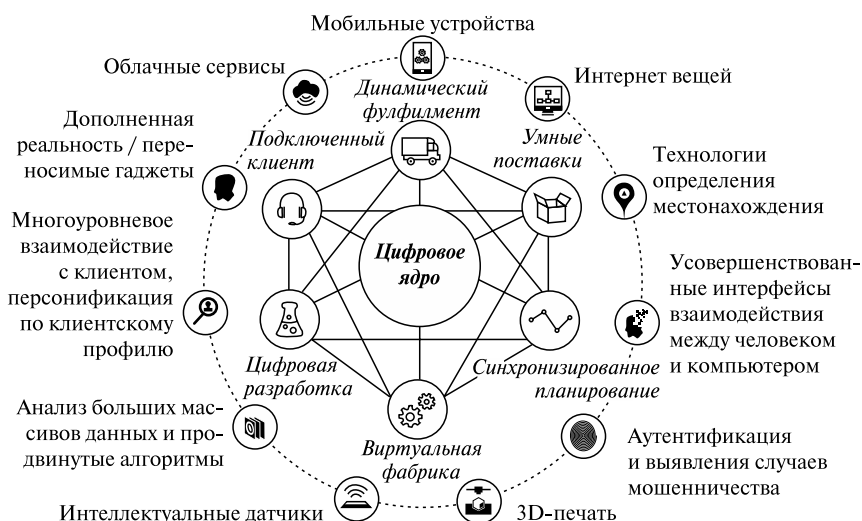 Мобильные устройства
Облачные сервисы
Динамический
фулфилмент
Интернет вещей
Дополненная
реальность / пере-
носимые гаджеты
Подключенный
клиент
Умные
поставки
Технологии
определения
местонахождения
Многоуровневое
взаимодействие
с клиентом,
персонификация
по клиентскому
профилю
Цифровое
ядро
Усовершенствован-
ные интерфейсы
взаимодействия
между человеком
и компьютером
Цифровая
разработка
Синхронизированное
планирование
Анализ больших мас-
сивов данных и про-
двинутые алгоритмы
Виртуальная
фабрика
Аутентификация
и выявления случаев
мошенничества
Интеллектуальные датчики
3D-печать